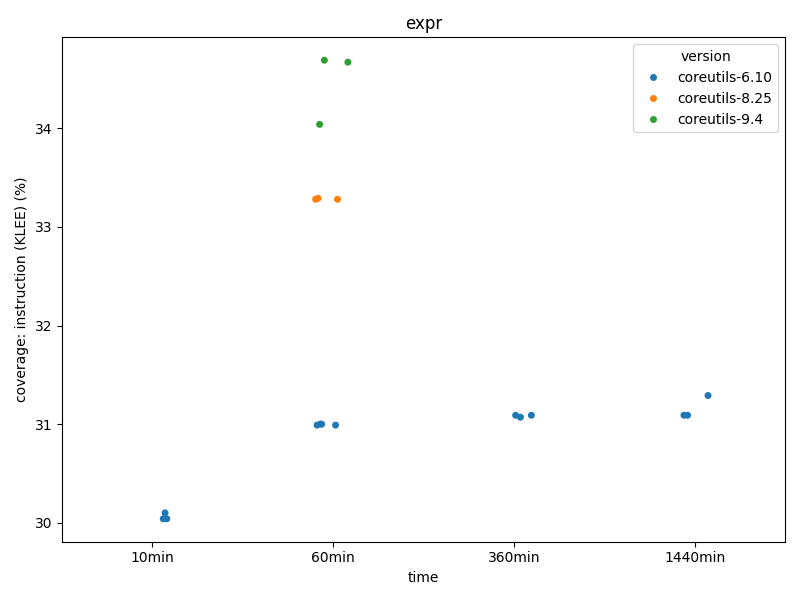 expr
coverage: instruction (KLEE) (%)
34
33
32
31
30
version
coreutils-6.10
coreutils-8.25
coreutils-9.4
10min
60min
360min
1440min
time